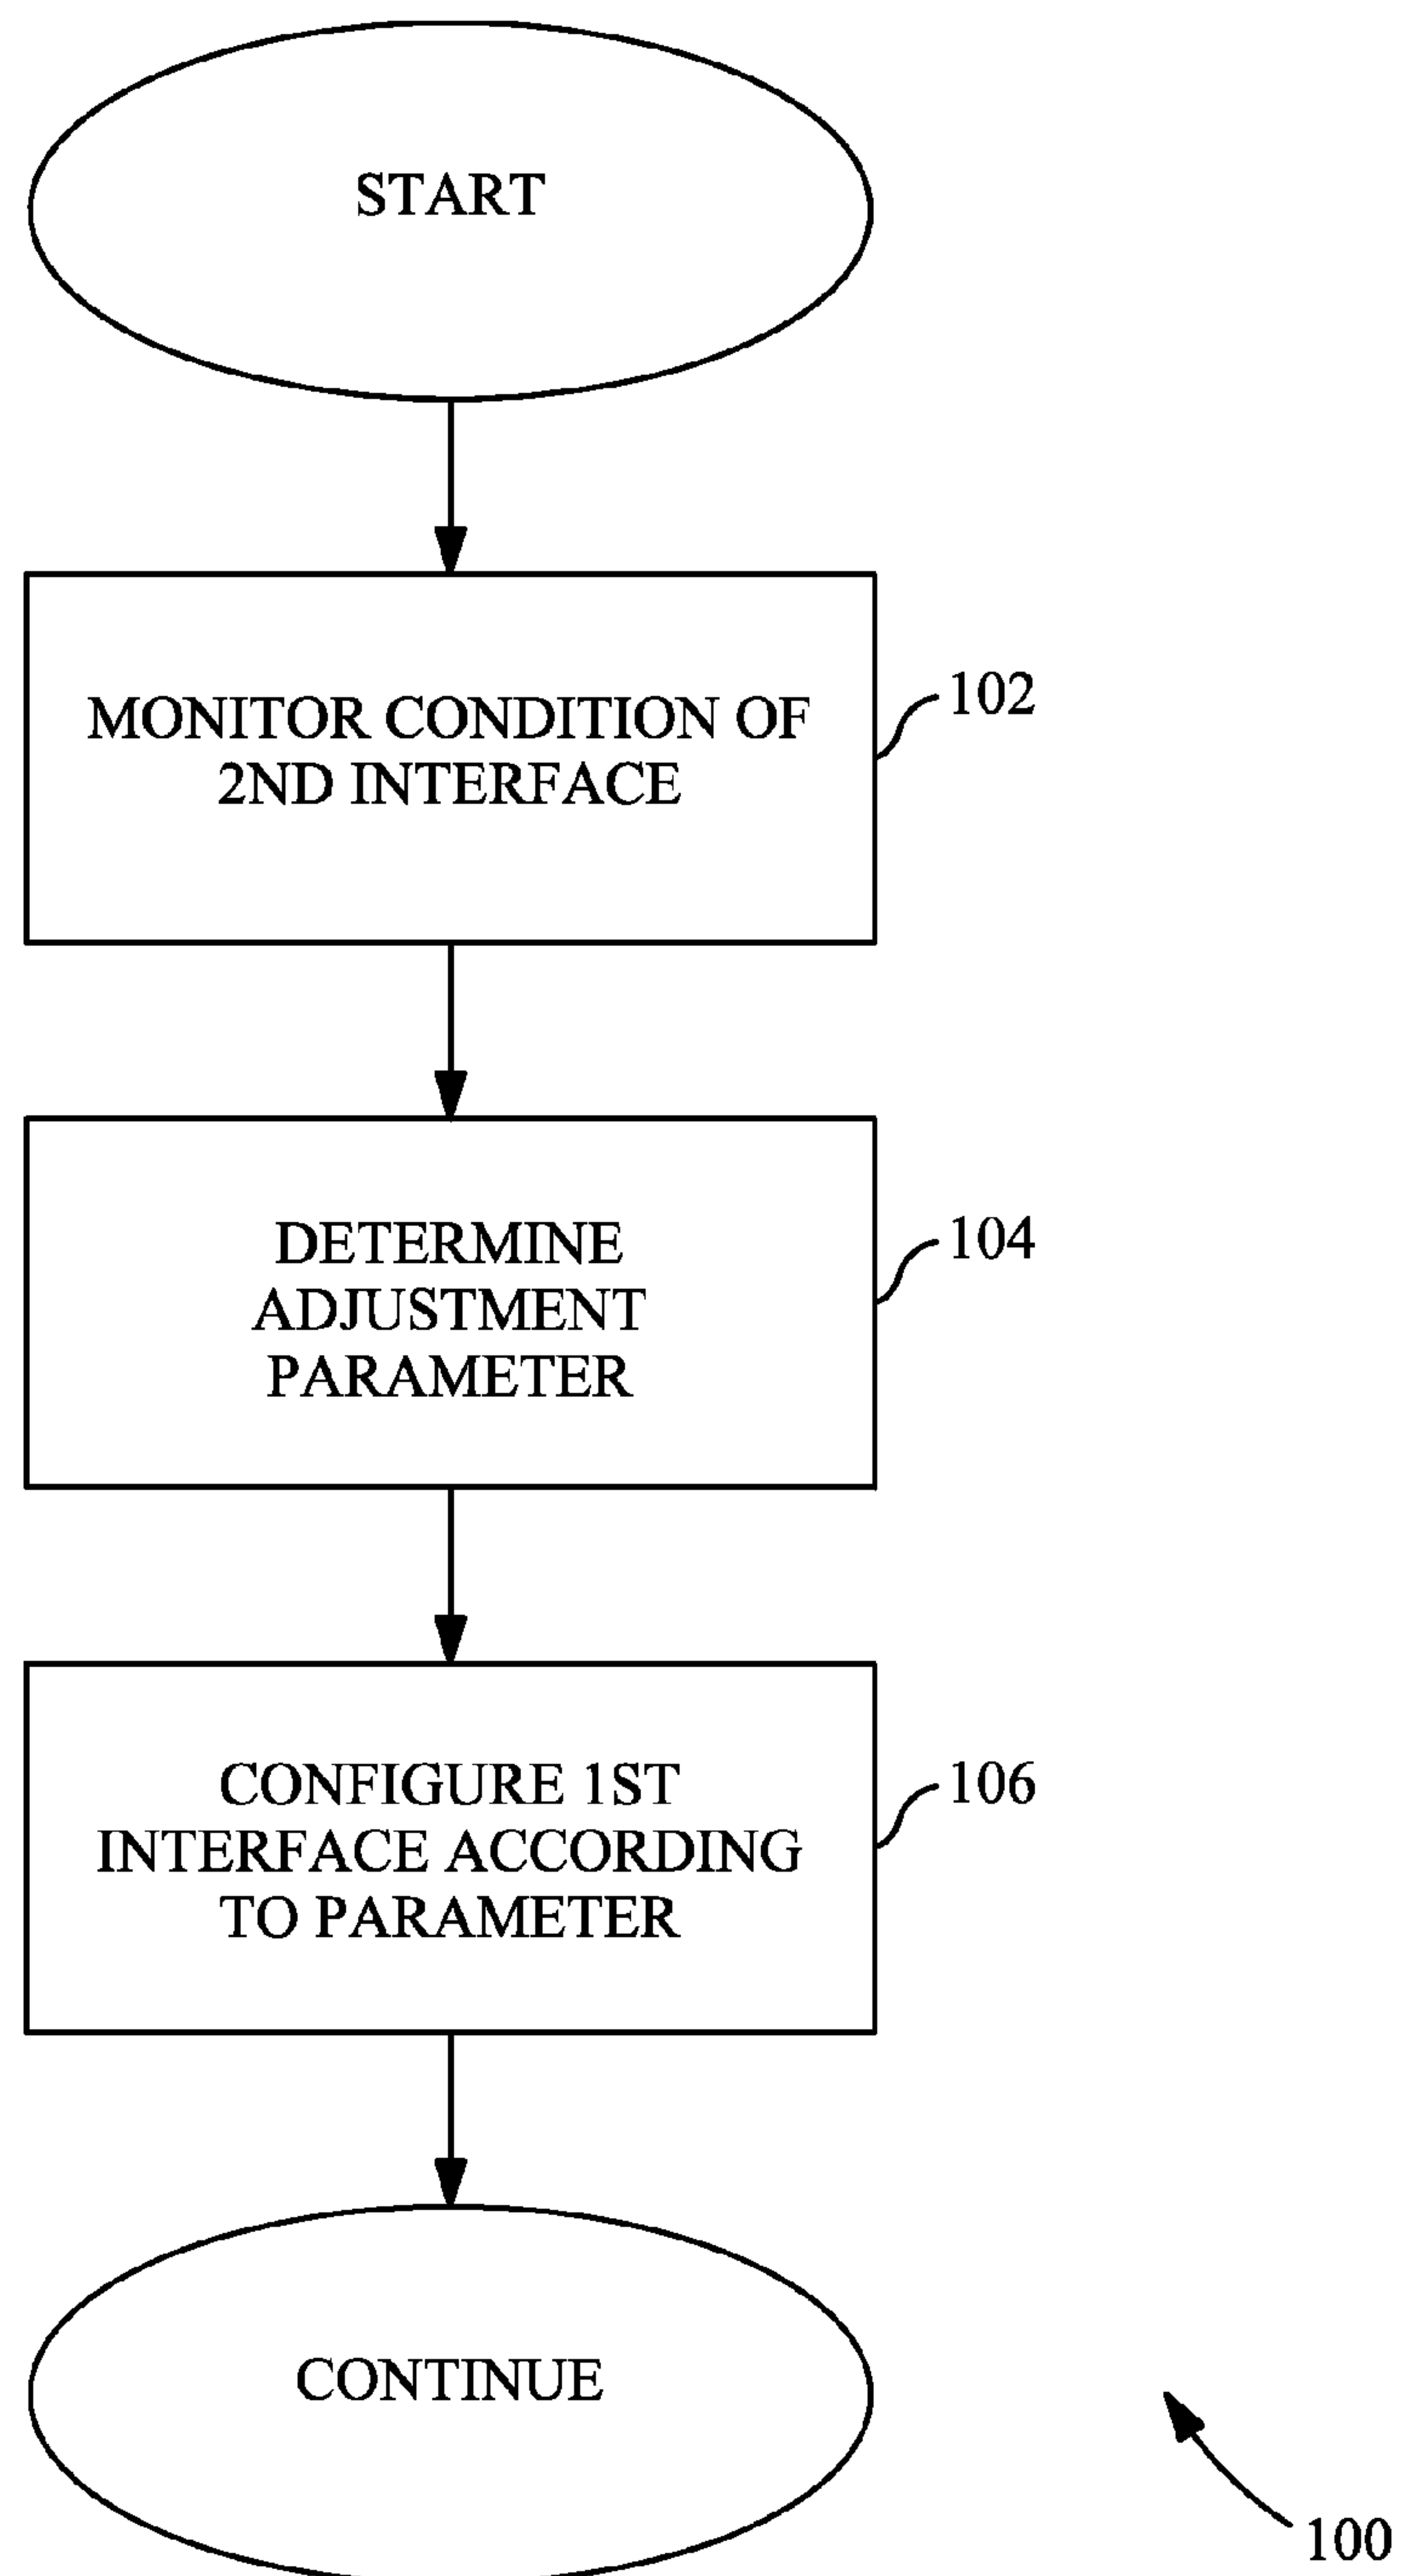 START
MONITOR CONDITION OF
2ND INTERFACE
102
DETERMINE
ADJUSTMENT
PARAMETER
104
CONFIGURE 1ST
INTERFACE ACCORDING
TO PARAMETER
106
CONTINUE
100